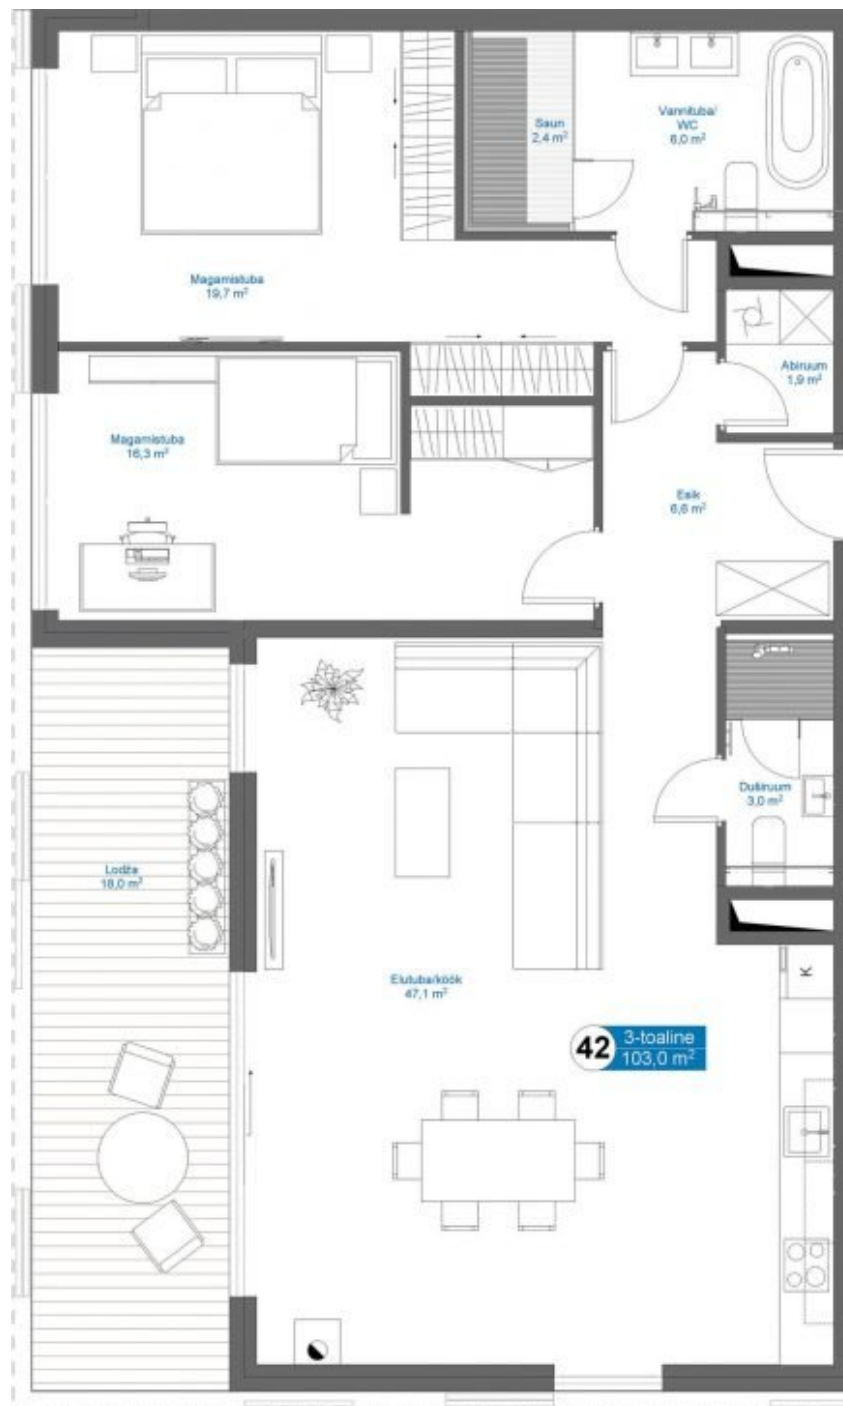 Saun
2,4 m²
Vannituba/
WC
6,0 m²
Magamistuba
19,7 m²
Abiruum
1,9 m²
Magamistuba
16,3 m²
Esik
6,6 m²
Duširuum
3,0 m²
Lodža
18,0 m²
Elutuba/köök
47,1 m²
K
42
3-toaline
103,0 m²